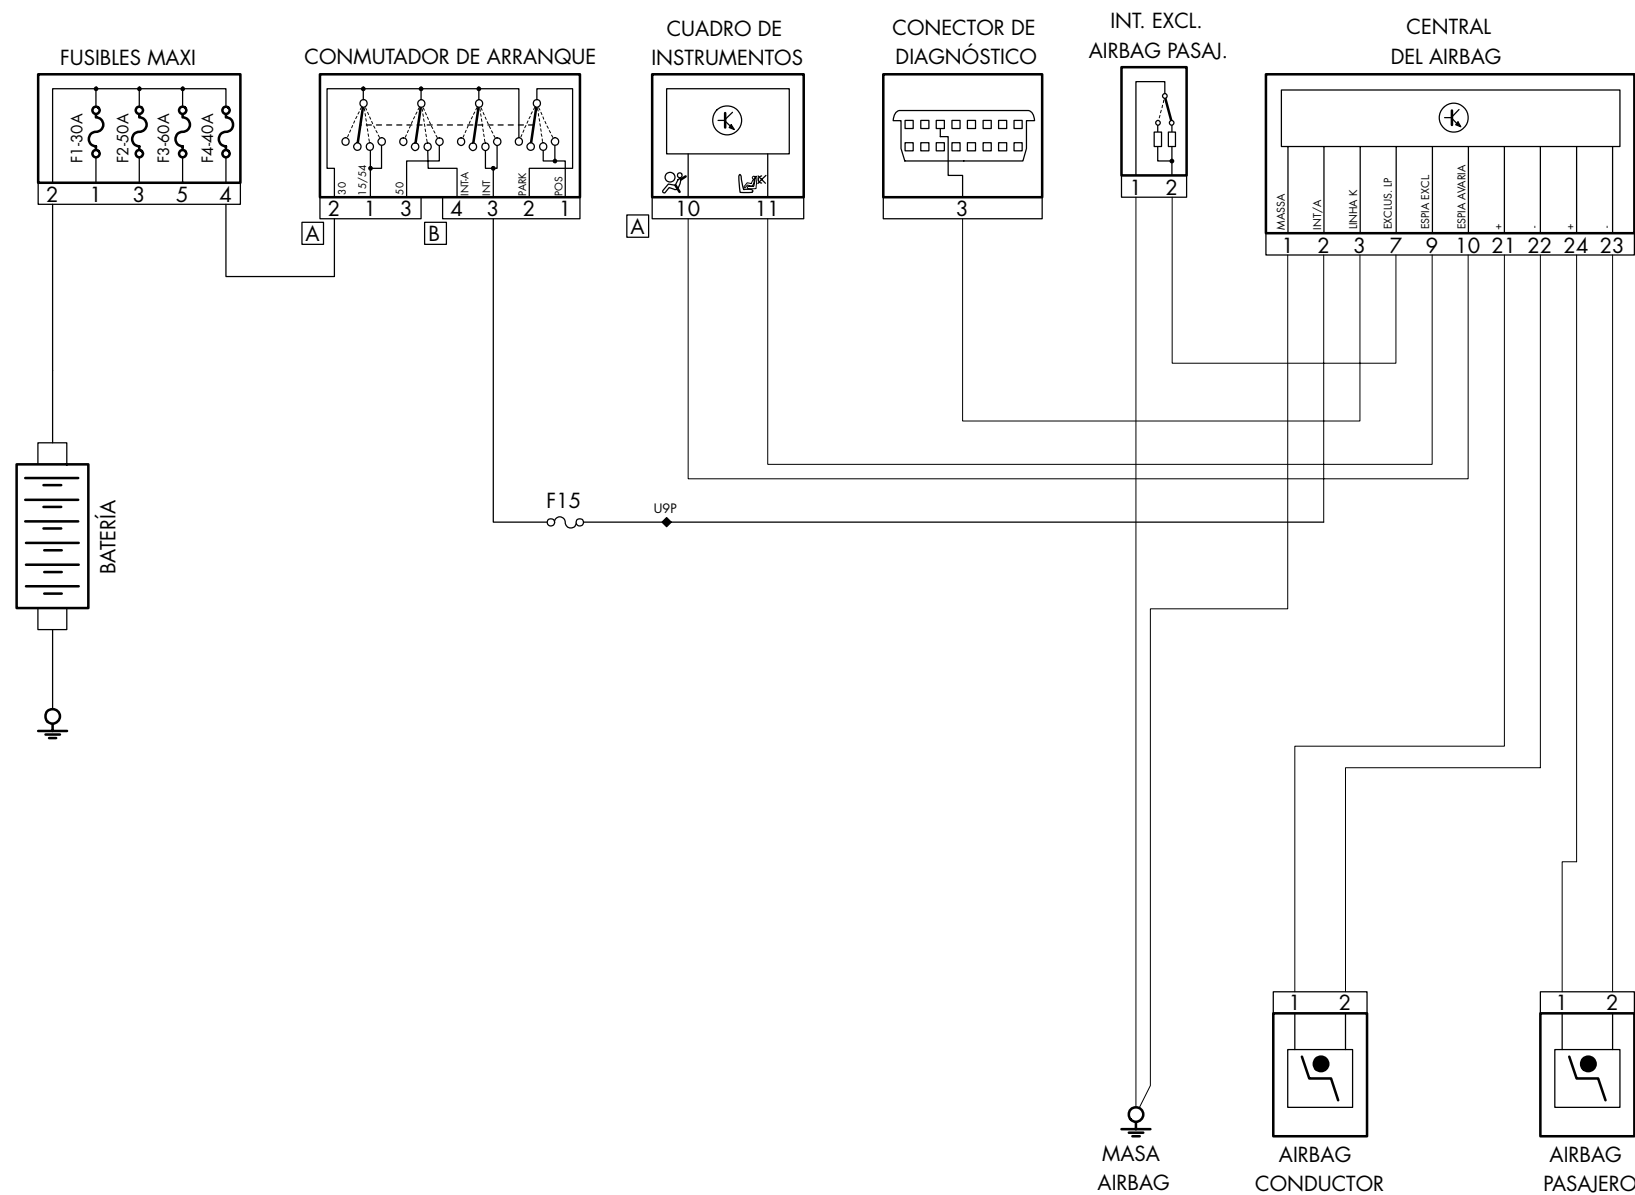 FUSIBLES MAXI
F1-30A
F2-50A
F3-60A
F4-40A
2 1 3 5 4
CONMUTADOR DE ARRANQUE
30
15/54
50
INT-A
INT
PARK
POS
2 1 3 4 3 2 1
A
B
CUADRO DE
INSTRUMENTOS
10 11
A
CONECTOR DE
DIAGNÓSTICO
3
INT. EXCL.
AIRBAG PASAJ.
1 2
CENTRAL
DEL AIRBAG
MASSA
INT/A
LINHA K
EXCLUS. LP
ESPIA EXCL.
ESPIA AVARIA
+
-
+
-
1 2 3 7 9 10 21 22 24 23
BATERÍA
F15
U9P
MASA
AIRBAG
1 2
AIRBAG
CONDUCTOR
1 2
AIRBAG
PASAJERO